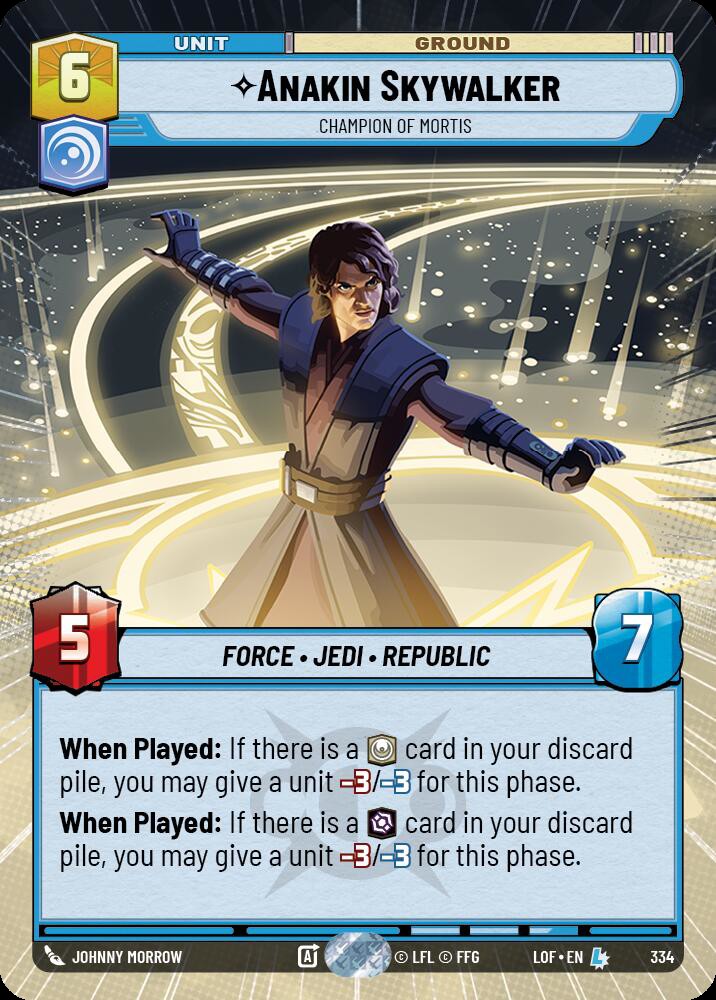 UNIT
GROUND
6
✧ANAKIN SKYWALKER
CHAMPION OF MORTIS
5
FORCE • JEDI • REPUBLIC
7
When Played: If there is a card in your discard
pile, you may give a unit -3/-3 for this phase.
When Played: If there is a card in your discard
pile, you may give a unit -3/-3 for this phase.
JOHNNY MORROW
A
© LFL © FFG
LOF • EN
L
334